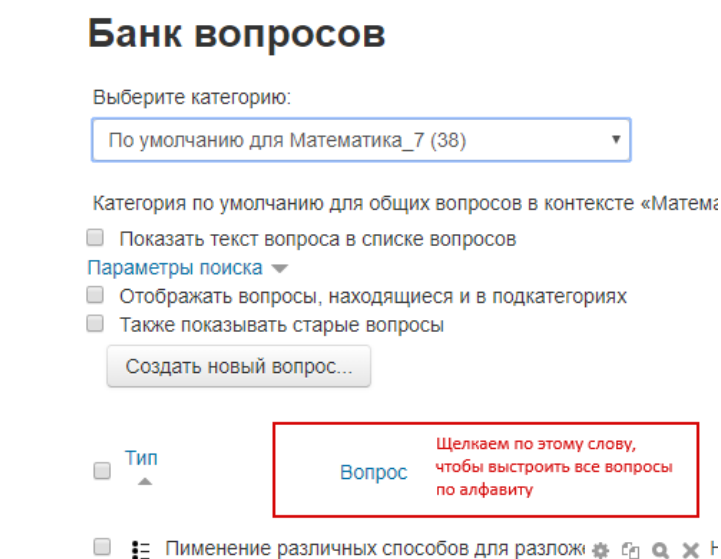 Банк вопросов
Выберите категорию:
По умолчанию для Математика_7 (38)
Категория по умолчанию для общих вопросов в контексте «Матема
Показать текст вопроса в списке вопросов
Параметры поиска
Отображать вопросы, находящиеся и в подкатегориях
Также показывать старые вопросы
Создать новый вопрос...
Тип
Вопрос
Щелкаем по этому слову,
чтобы выстроить все вопросы
по алфавиту
Пименение различных способов для разлож